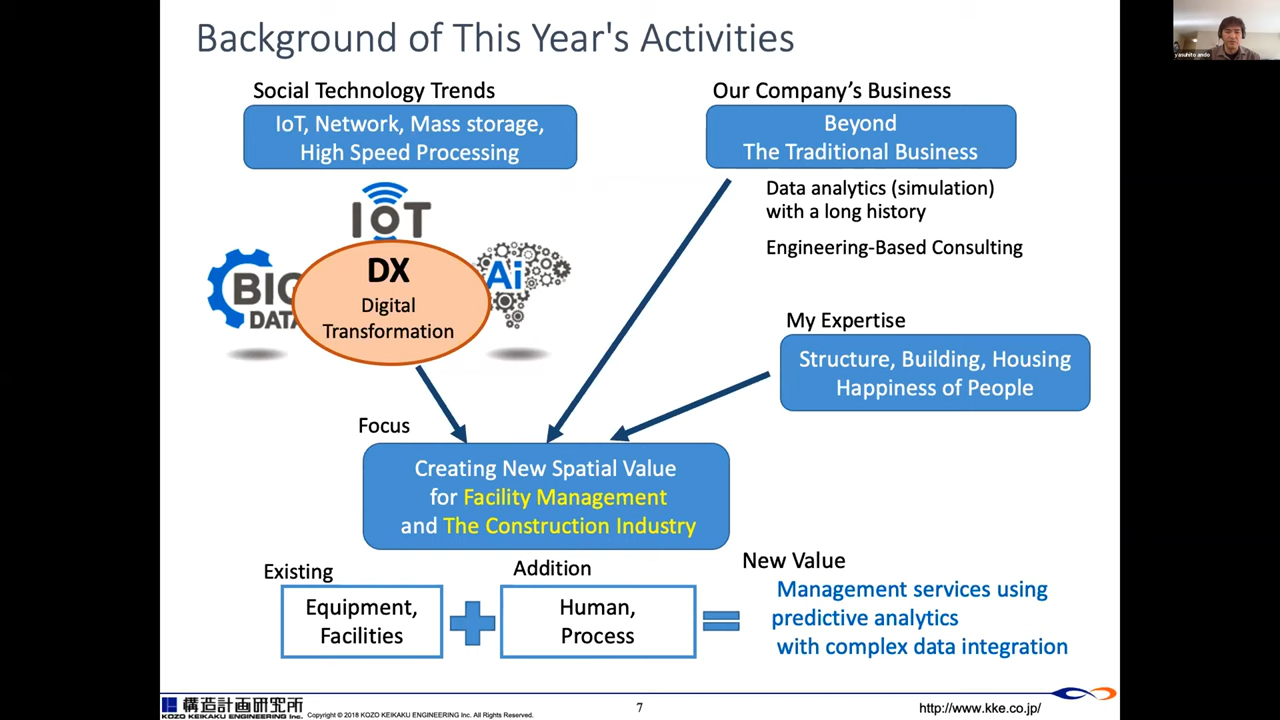 Background of This Year's Activities
Social Technology Trends
IoT, Network, Mass storage,
High Speed Processing
IoT
BIG
DATA
Ai
DX
Digital
Transformation
Our Company's Business
Beyond
The Traditional Business
Data analytics (simulation)
with a long history
Engineering-Based Consulting
My Expertise
Structure, Building, Housing
Happiness of People
Focus
Creating New Spatial Value
for Facility Management
and The Construction Industry
Existing
Equipment,
Facilities
Addition
Human,
Process
New Value
Management services using
predictive analytics
with complex data integration
構造計画研究所
KOZO KEIKAKU ENGINEERING Inc.
Copyright © 2018 KOZO KEIKAKU ENGINEERING Inc. All Rights Reserved.
7
http://www.kke.co.jp/
yasuhito ando